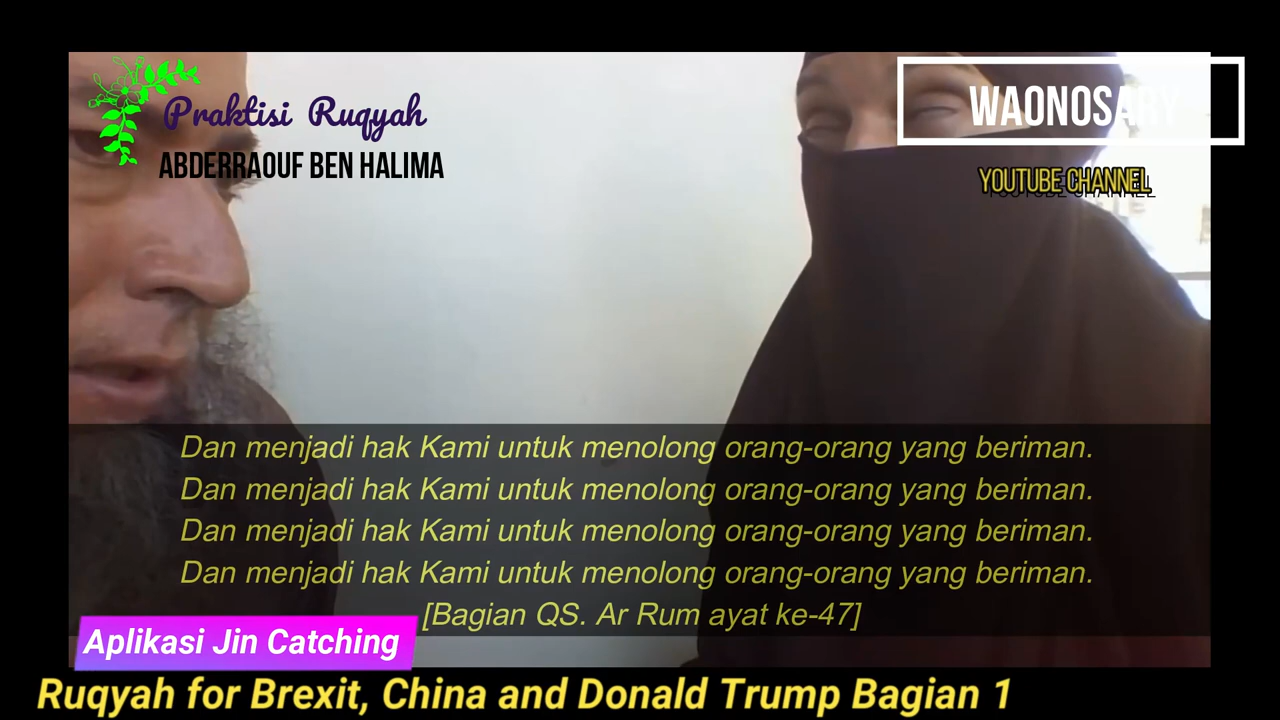 Praktisi Ruqyah
ABDERRAOUF BEN HALIMA
WAONOSARY
YOUTUBE CHANNEL
Dan menjadi hak Kami untuk menolong orang-orang yang beriman.
Dan menjadi hak Kami untuk menolong orang-orang yang beriman.
Dan menjadi hak Kami untuk menolong orang-orang yang beriman.
Dan menjadi hak Kami untuk menolong orang-orang yang beriman.
[Bagian QS. Ar Rum ayat ke-47]
Aplikasi Jin Catching
Ruqyah for Brexit, China and Donald Trump Bagian 1